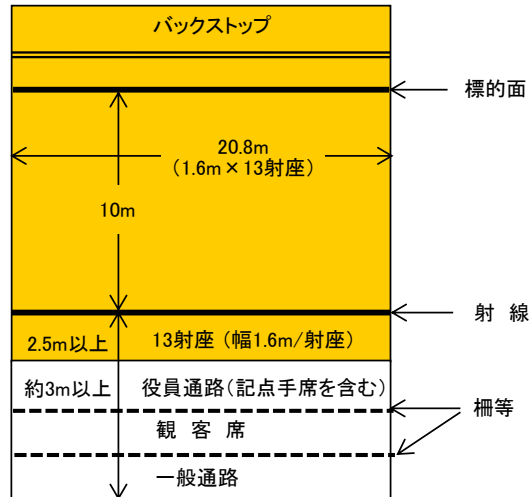 バックストップ
標的面
20.8m
(1.6m×13射座)
10m
射 線
2.5m以上
13射座 (幅1.6m/射座)
約3m以上
役員通路(記点手席を含む)
柵等
観 客 席
一般通路